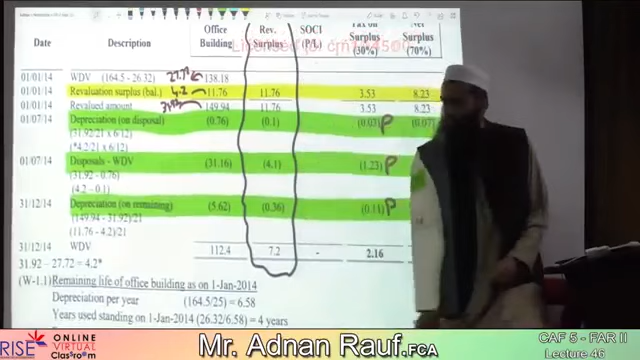 Office
Rev.
SOCI
Tax on
Net
Date
Description
Building
Surplus
(P/L)
Surplus
Surplus
(30%)
(70%)
01/01/14 WDV (164.5 - 26.32) 27.72 138.18
01/01/14 Revaluation surplus (bal.) 4.2 11.76 11.76 3.53 8.23
01/01/14 Revalued amount 31.92 149.94 11.76 3.53 8.23
01/07/14 Depreciation (on disposal) (0.76) (0.1) (0.03) P (0.07)
(31.92/21 x 6/12)
*(4.2/21 x 6/12)
01/07/14 Disposals - WDV (31.16) (4.1) (1.23) P
(31.92 - 0.76)
(4.2 – 0.1)
31/12/14 Depreciation (on remaining) (5.62) (0.36) (0.11) P
(149.94 - 31.92)/21
(11.76 - 4.2)/21
31/12/14 WDV 112.4 7.2 - 2.16
31.92 – 27.72 = 4.2*
(W-1.1) Remaining life of office building as on 1-Jan-2014
Depreciation per year (164.5/25) = 6.58
Years used standing on 1-Jan-2014 (26.32/6.58) = 4 years
RISE ONLINE
VIRTUAL
Classroom
Mr. Adnan Rauf.FCA
CAF 5 - FAR II
Lecture 46